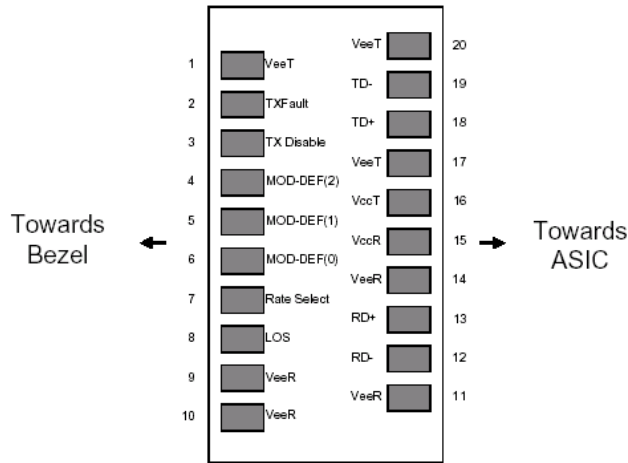 VeeT 20
1 VeeT
TD- 19
2 TXFault
TD+ 18
3 TX Disable
VeeT 17
4 MOD-DEF(2)
VccT 16
5 MOD-DEF(1)
Towards
Bezel
VccR 15
Towards
ASIC
6 MOD-DEF(0)
VeeR 14
7 Rate Select
RD+ 13
8 LOS
RD- 12
9 VeeR
VeeR 11
10 VeeR